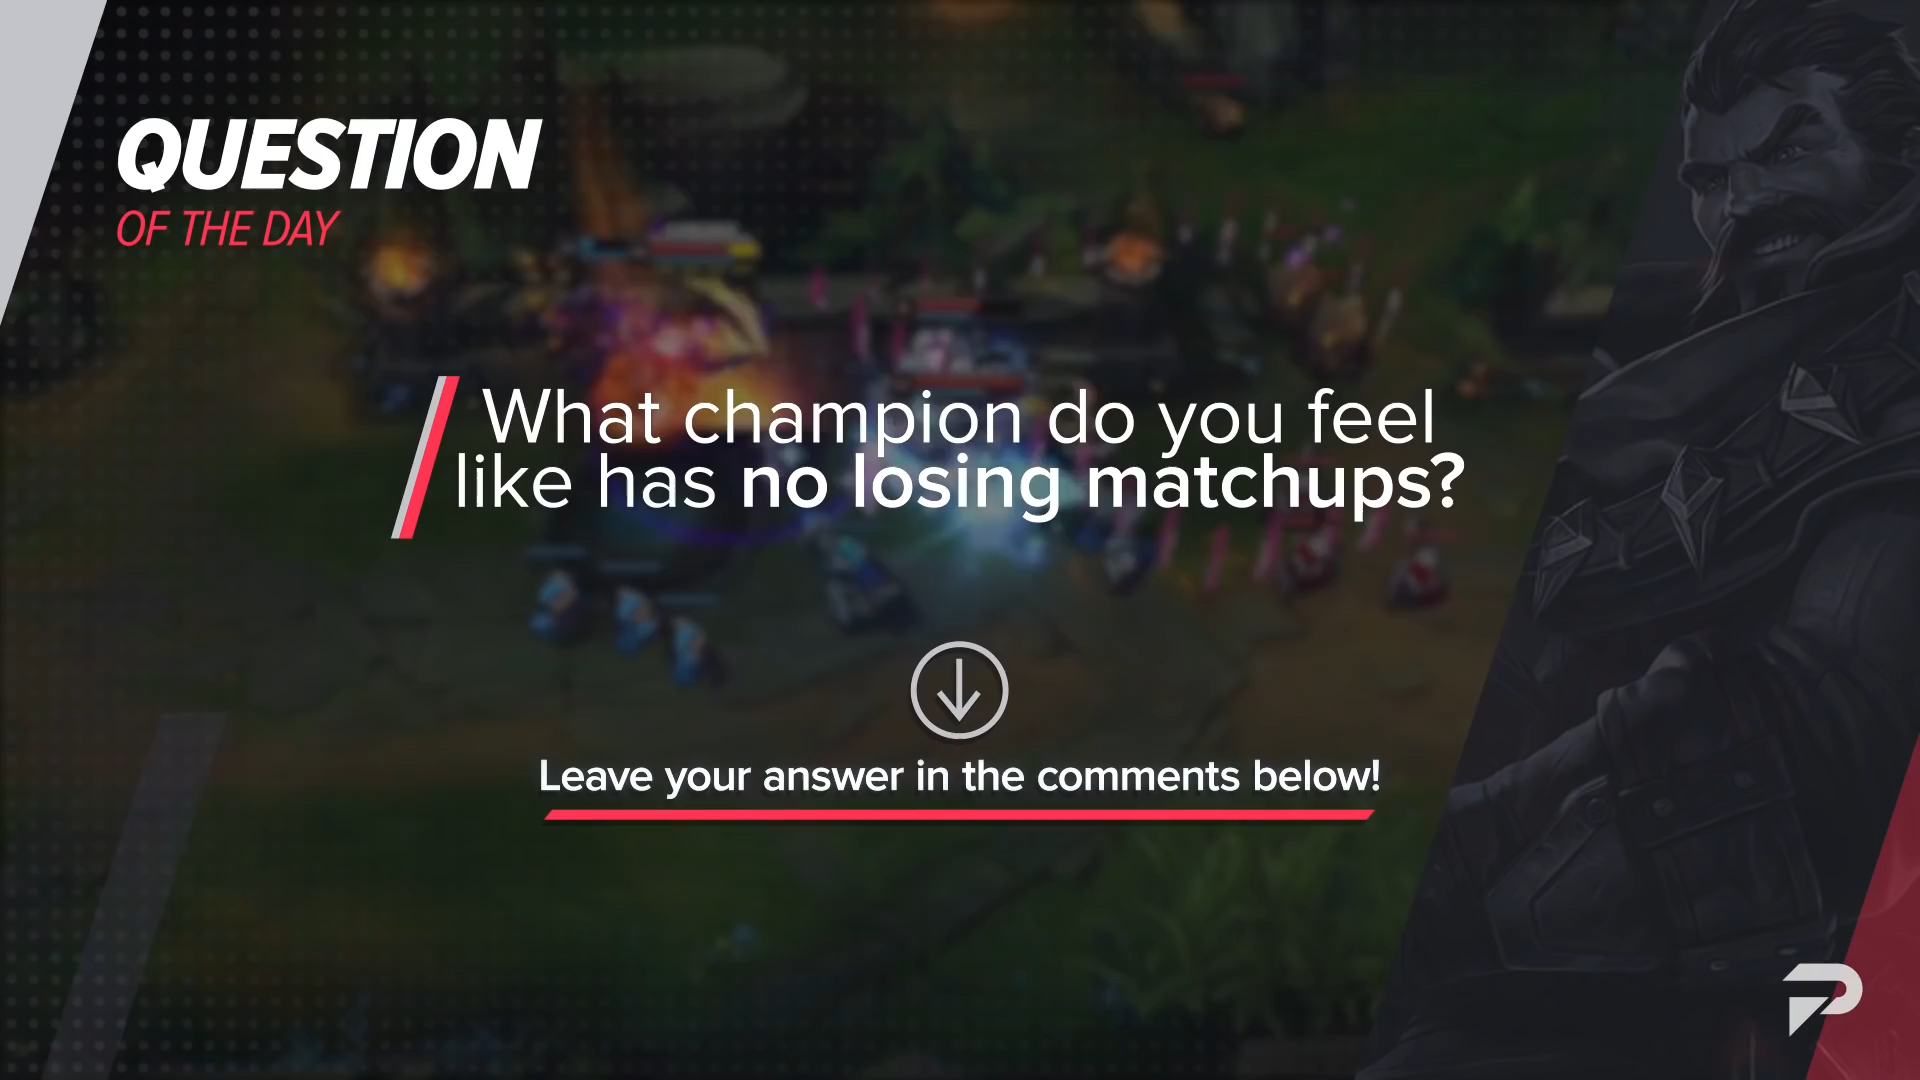 QUESTION
OF THE DAY
What champion do you feel
like has no losing matchups?
Leave your answer in the comments below!